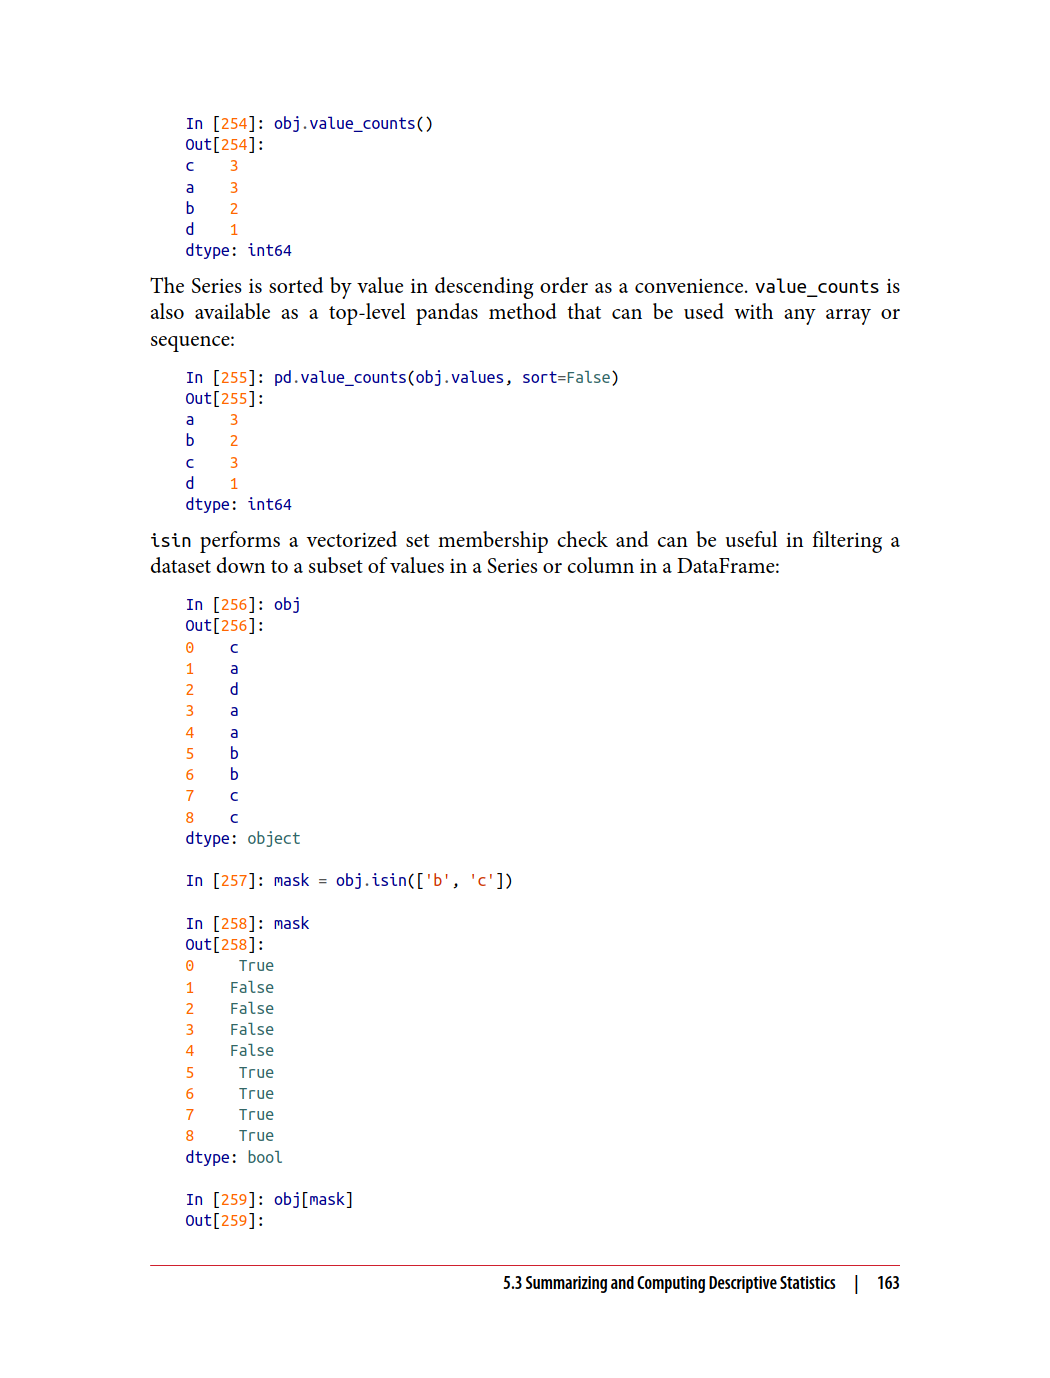 In [254]: obj.value_counts()
Out[254]:
c    3
a    3
b    2
d    1
dtype: int64
The Series is sorted by value in descending order as a convenience. value_counts is
also available as a top-level pandas method that can be used with any array or
sequence:
In [255]: pd.value_counts(obj.values, sort=False)
Out[255]:
a    3
b    2
c    3
d    1
dtype: int64
isin performs a vectorized set membership check and can be useful in filtering a
dataset down to a subset of values in a Series or column in a DataFrame:
In [256]: obj
Out[256]:
0    c
1    a
2    d
3    a
4    a
5    b
6    b
7    c
8    c
dtype: object
In [257]: mask = obj.isin(['b', 'c'])
In [258]: mask
Out[258]:
0     True
1    False
2    False
3    False
4    False
5     True
6     True
7     True
8     True
dtype: bool
In [259]: obj[mask]
Out[259]:
5.3 Summarizing and Computing Descriptive Statistics | 163